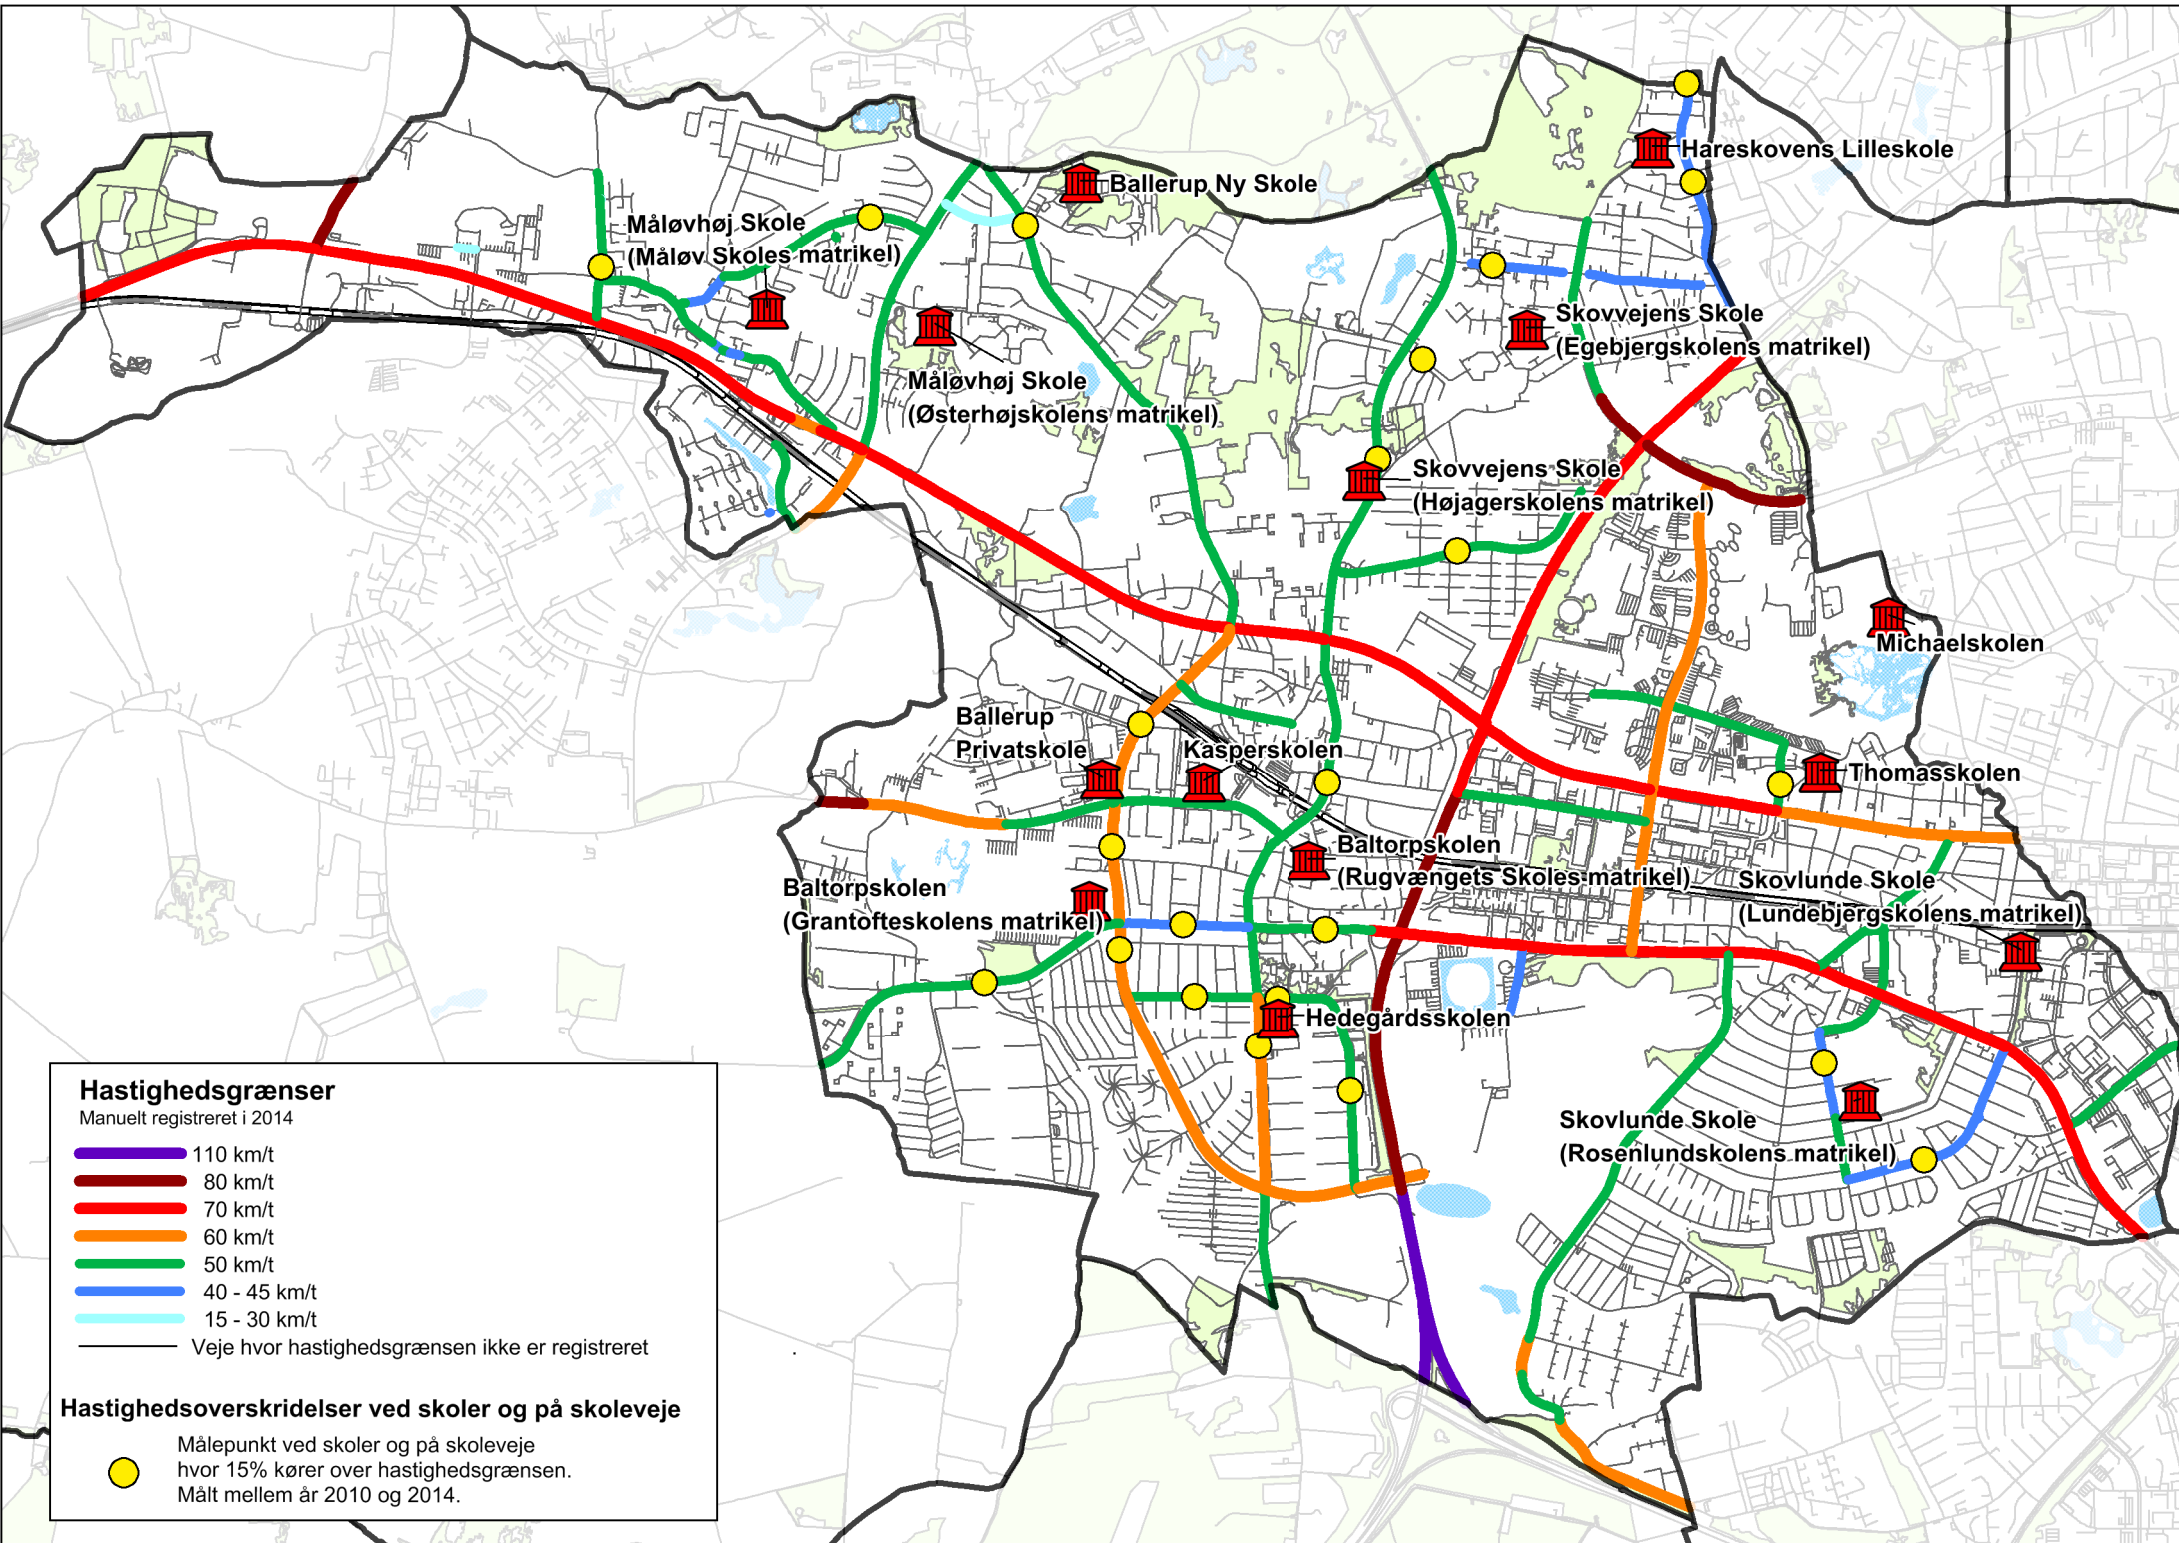 Hareskovens Lilleskole
Ballerup Ny Skole
Måløvhøj Skole
(Måløv Skoles matrikel)
Skovvejens Skole
(Egebjergskolens matrikel)
Måløvhøj Skole
(Østerhøjskolens matrikel)
Skovvejens Skole
(Højagerskolens matrikel)
Michaelskolen
Ballerup
Privatskole
Kasperskolen
Thomasskolen
Baltorpskolen
(Rugvængets Skoles matrikel)
Baltorpskolen
(Grantofteskolens matrikel)
Skovlunde Skole
(Lundebjergskolens matrikel)
Hedegårdsskolen
Skovlunde Skole
(Rosenlundskolens matrikel)
Hastighedsgrænser
Manuelt registreret i 2014
110 km/t
80 km/t
70 km/t
60 km/t
50 km/t
40 - 45 km/t
15 - 30 km/t
Veje hvor hastighedsgrænsen ikke er registreret
Hastighedsoverskridelser ved skoler og på skoleveje
Målepunkt ved skoler og på skoleveje
hvor 15% kører over hastighedsgrænsen.
Målt mellem år 2010 og 2014.